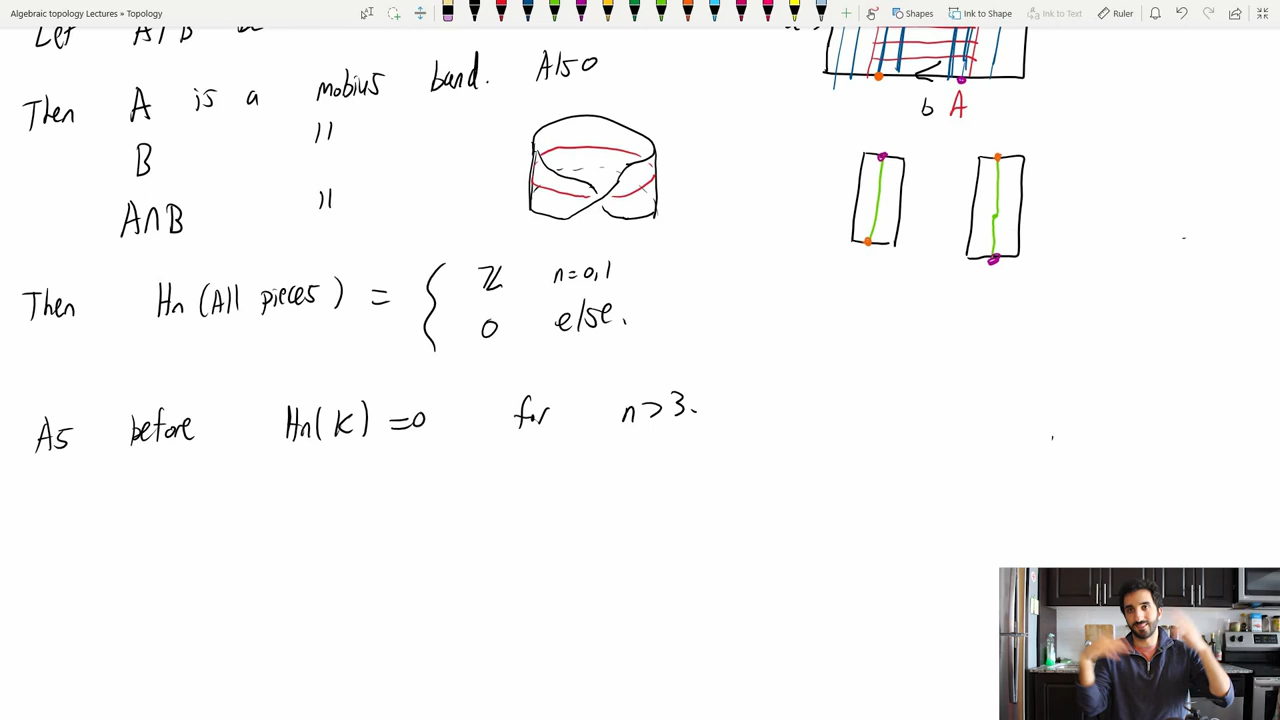 Algebraic topology Lectures » Topology
Shapes
Ink to Shape
Ink to Text
Ruler
Let A, B
Then A is a mobius band. Also
B "
A∩B "
b A
Then Hn (All pieces) = { ℤ n=0,1
0 else.
As before Hn(K) = 0 for n>3.